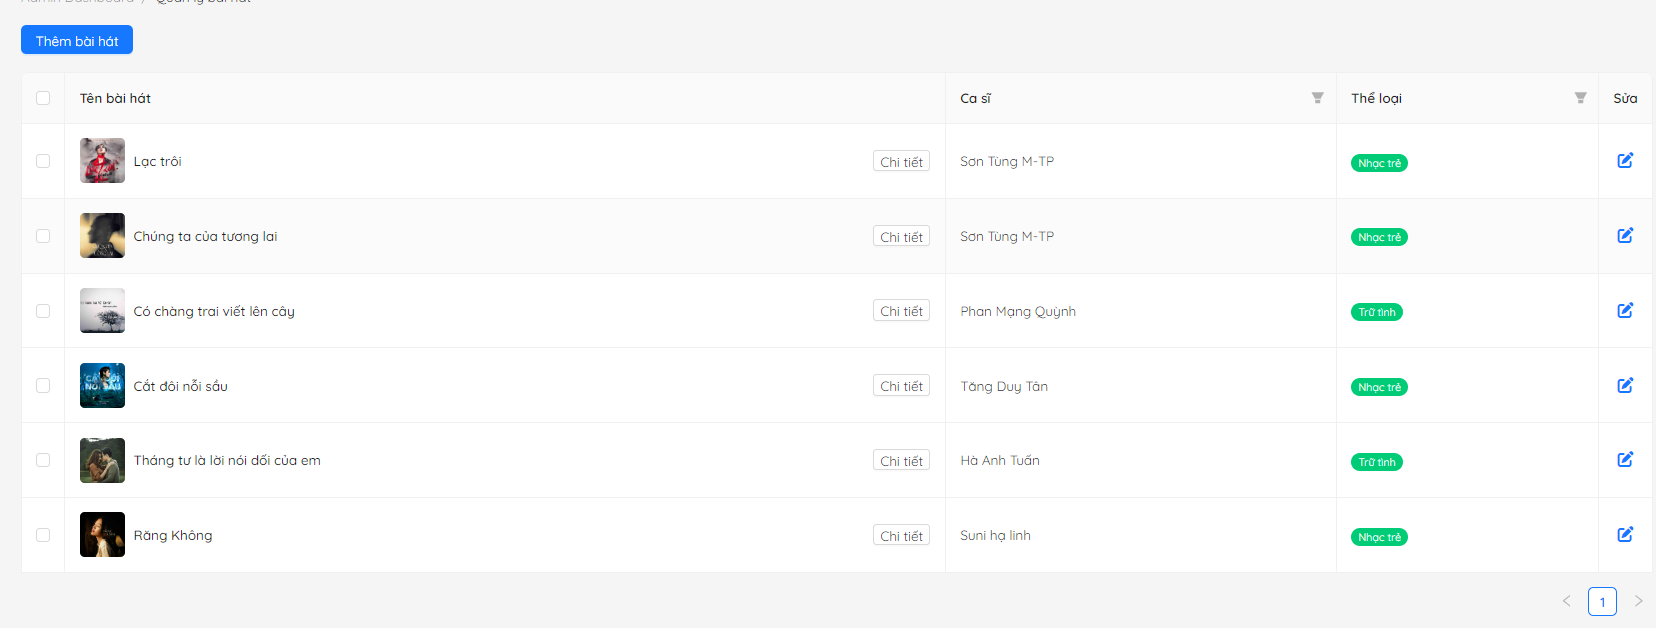 Admin Dashboard / Quản lý bài hát
Thêm bài hát
Tên bài hát Ca sĩ Thể loại Sửa
Lạc trôi Chi tiết Sơn Tùng M-TP Nhạc trẻ
Chúng ta của tương lai Chi tiết Sơn Tùng M-TP Nhạc trẻ
Có chàng trai viết lên cây Chi tiết Phan Mạng Quỳnh Trữ tình
Cắt đôi nỗi sầu Chi tiết Tăng Duy Tân Nhạc trẻ
Tháng tư là lời nói dối của em Chi tiết Hà Anh Tuấn Trữ tình
Răng Không Chi tiết Suni hạ linh Nhạc trẻ
1